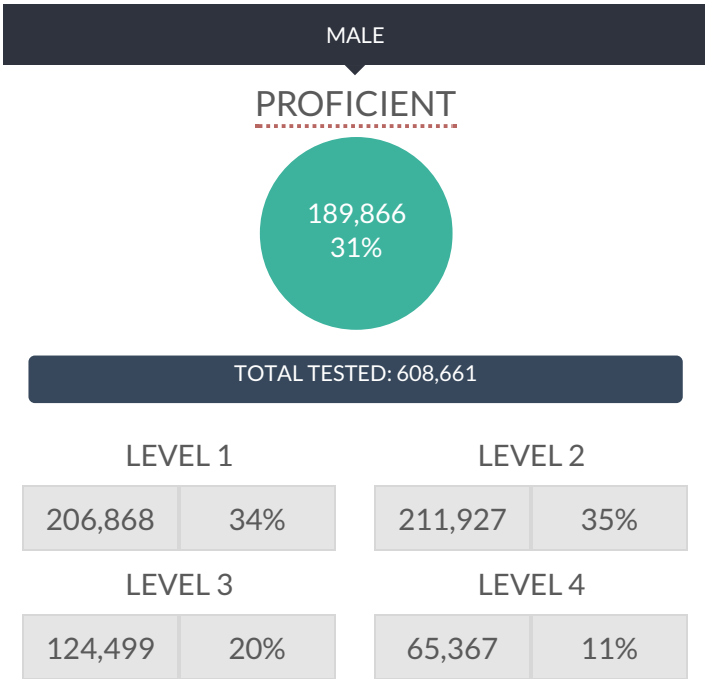 MALE
PROFICIENT
189,866
31%
TOTAL TESTED: 608,661
LEVEL 1
206,868 34%
LEVEL 2
211,927 35%
LEVEL 3
124,499 20%
LEVEL 4
65,367 11%